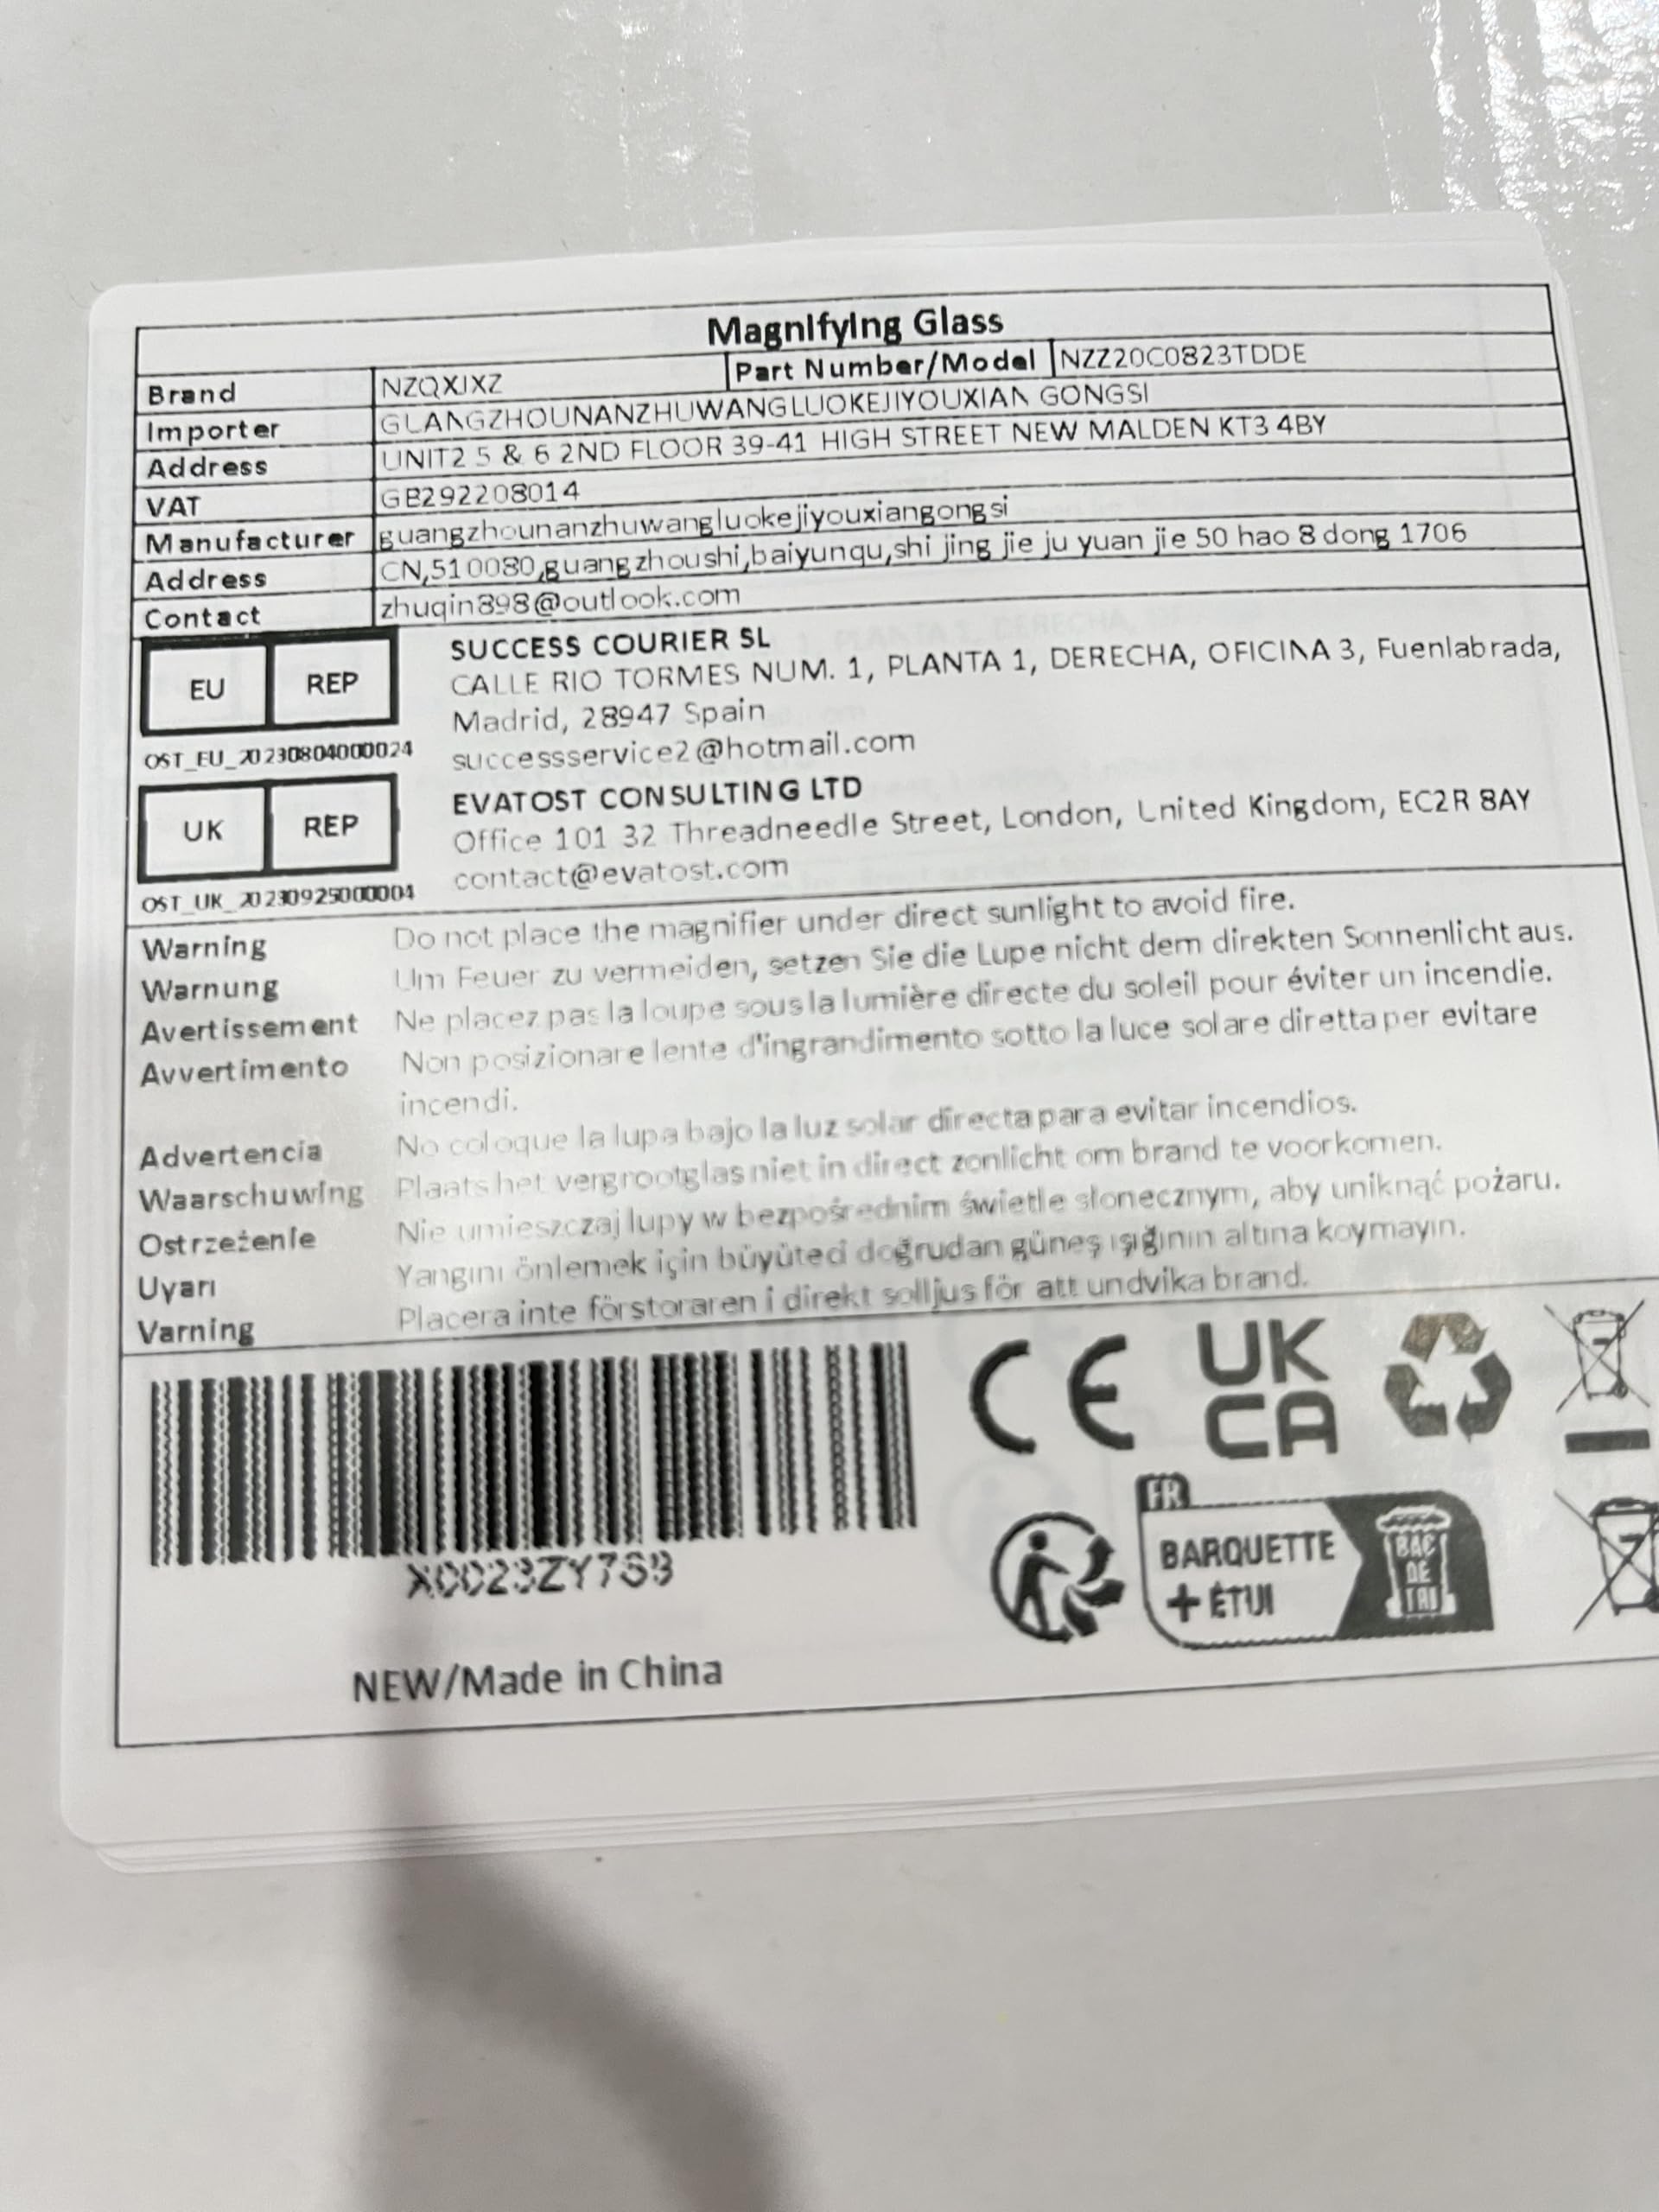 Magnifying Glass
Brand NZQXJXZ Part Number/Model NZZ20C0823TDDE
Importer GUANGZHOUNANZHUWANGLUOKEJIYOUXIAN GONGSI
Address UNIT2 5 & 6 2ND FLOOR 39-41 HIGH STREET NEW MALDEN KT3 4BY
VAT GB292208014
Manufacturer guangzhounanzhuwangluokejiyouxiangongsi
Address CN,510080,guangzhoushi,baiyunqu,shi jing jie ju yuan jie 50 hao 8 dong 1706
Contact zhuqin898@outlook.com
EU REP
OST_EU_20230804000024
SUCCESS COURIER SL
CALLE RIO TORMES NUM. 1, PLANTA 1, DERECHA, OFICINA 3, Fuenlabrada,
Madrid, 28947 Spain
successservice2@hotmail.com
UK REP
OST_UK_20230925000004
EVATOST CONSULTING LTD
Office 101 32 Threadneedle Street, London, United Kingdom, EC2R 8AY
contact@evatost.com
Warning Do not place the magnifier under direct sunlight to avoid fire.
Warnung Um Feuer zu vermeiden, setzen Sie die Lupe nicht dem direkten Sonnenlicht aus.
Avertissement Ne placez pas la loupe sous la lumière directe du soleil pour éviter un incendie.
Avvertimento Non posizionare lente d'ingrandimento sotto la luce solare diretta per evitare
incendi.
Advertencia No coloque la lupa bajo la luz solar directa para evitar incendios.
Waarschuwing Plaats het vergrootglas niet in direct zonlicht om brand te voorkomen.
Ostrzeżenie Nie umieszczaj lupy w bezpośrednim świetle słonecznym, aby uniknąć pożaru.
Uyarı Yangını önlemek için büyüteci doğrudan güneş ışığının altına koymayın.
Varning Placera inte förstoraren i direkt solljus för att undvika brand.
CE
UK
CA
FR
BARQUETTE
+ ÉTUI
BAC
DE
TRI
NEW/Made in China